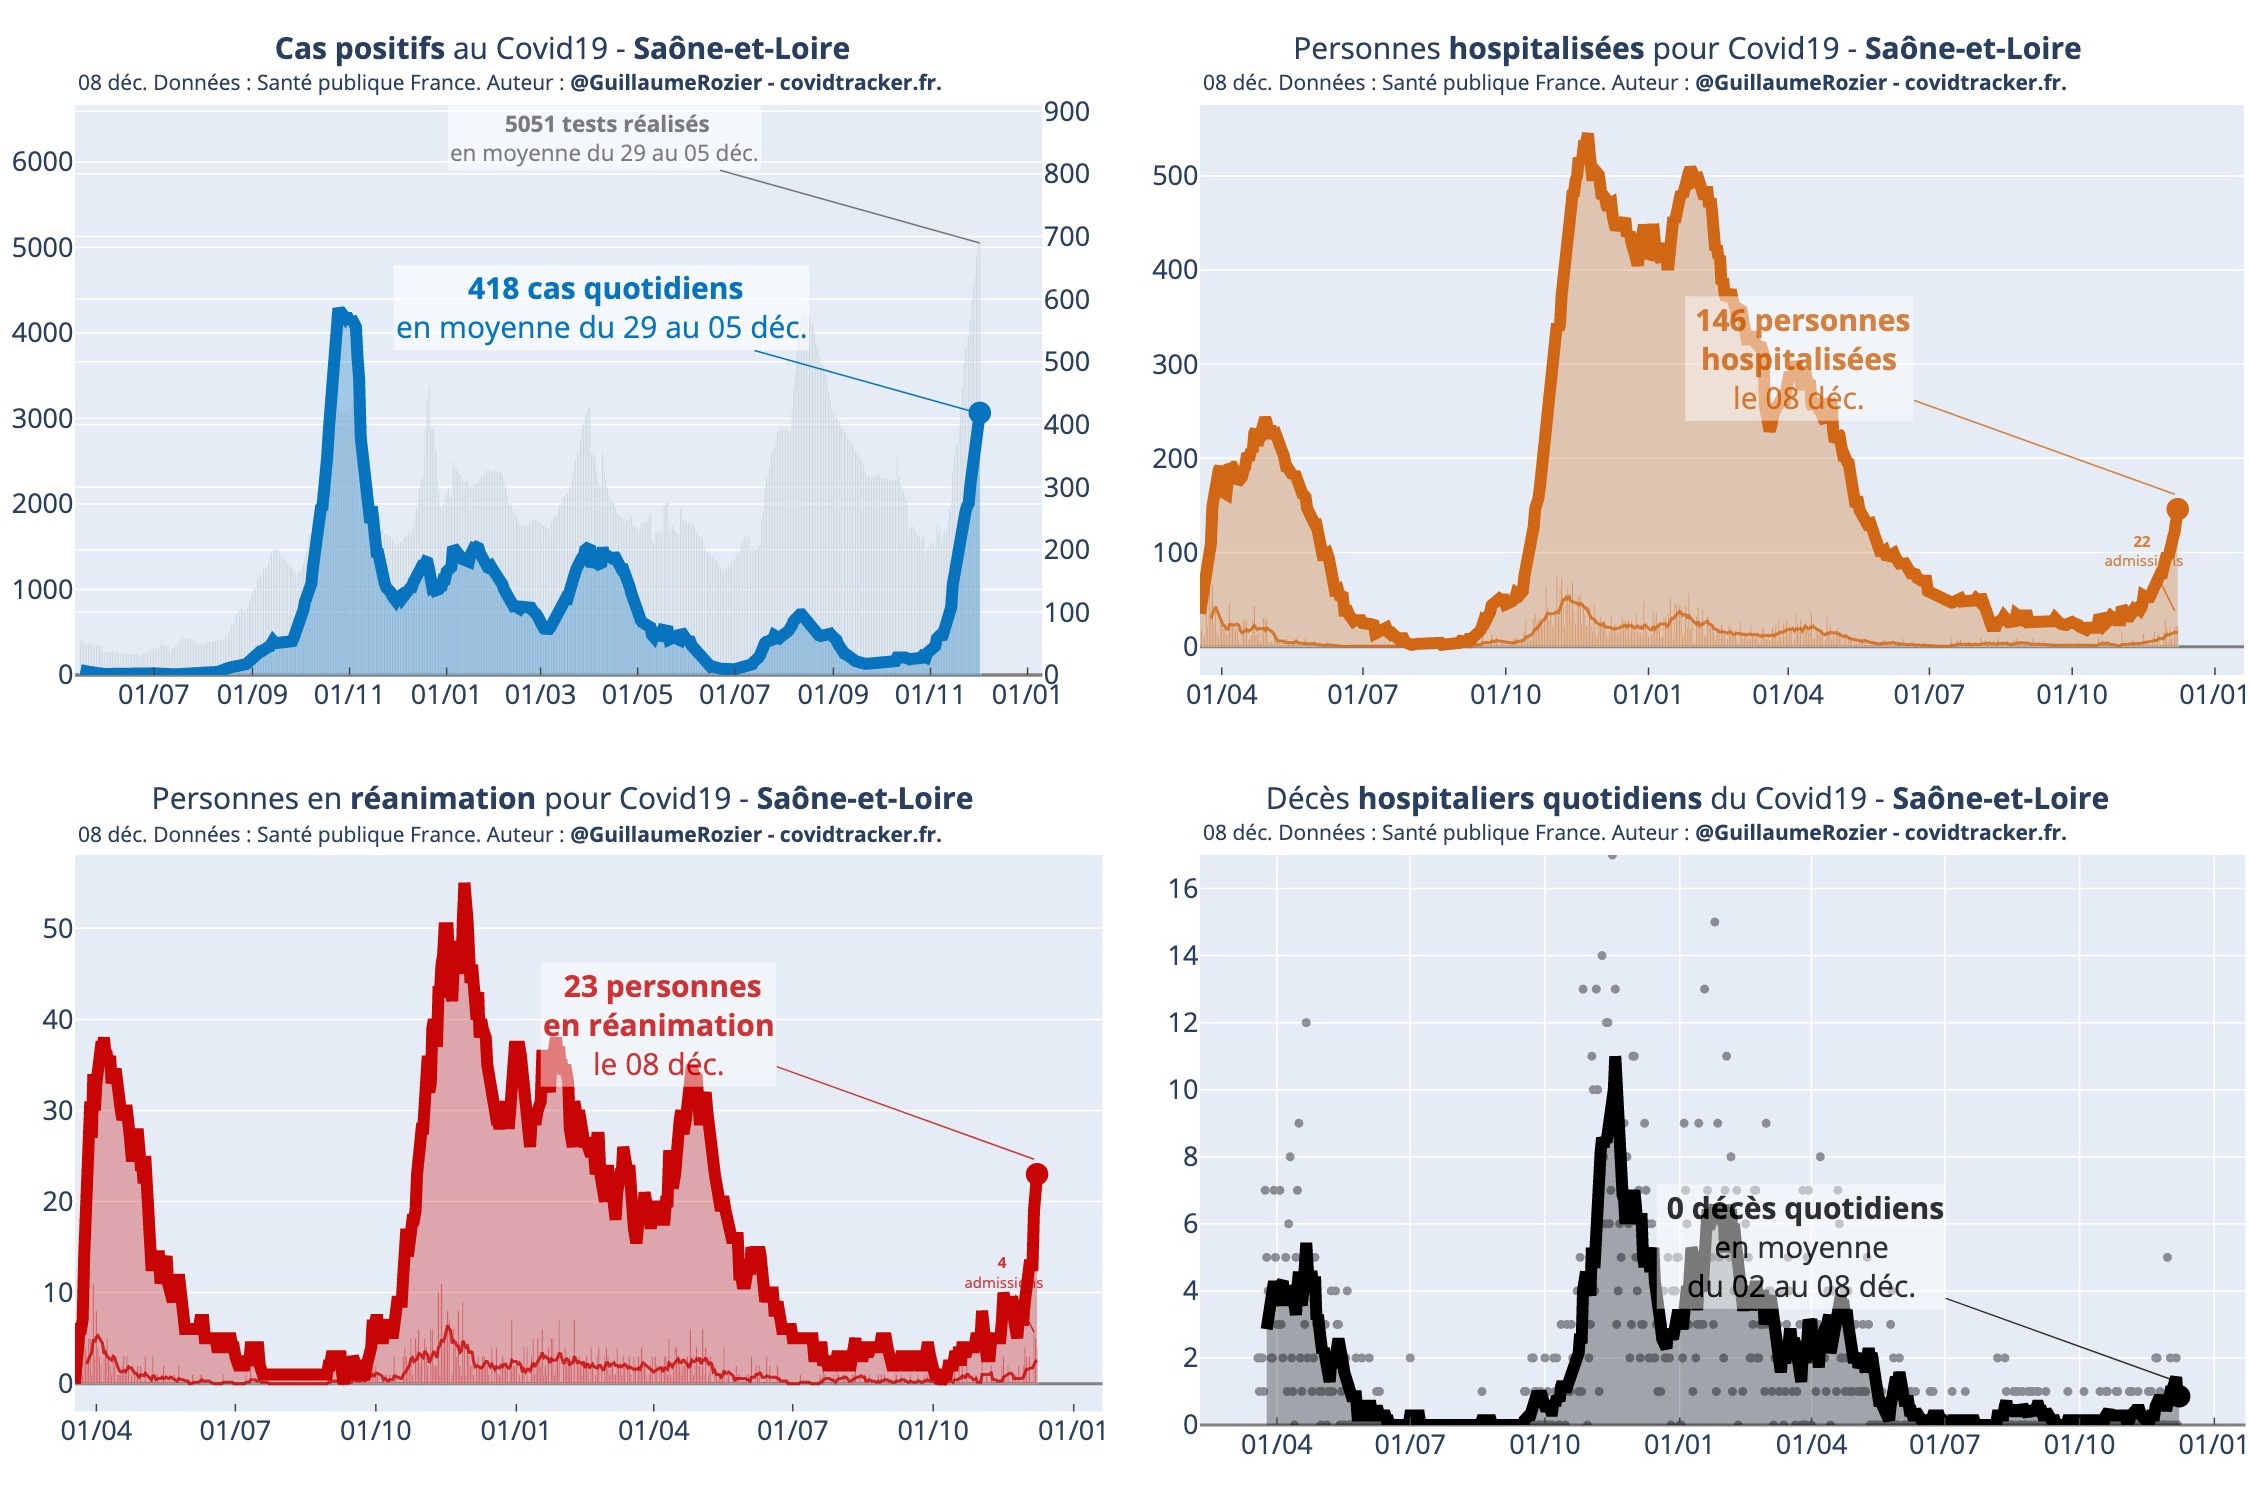 Cas positifs au Covid19 - Saône-et-Loire
08 déc. Données : Santé publique France. Auteur : @GuillaumeRozier - covidtracker.fr.
5051 tests réalisés
en moyenne du 29 au 05 déc.
418 cas quotidiens
en moyenne du 29 au 05 déc.
6000
5000
4000
3000
2000
1000
0
900
800
700
600
500
400
300
200
100
0
01/07 01/09 01/11 01/01 01/03 01/05 01/07 01/09 01/11 01/01
Personnes hospitalisées pour Covid19 - Saône-et-Loire
08 déc. Données : Santé publique France. Auteur : @GuillaumeRozier - covidtracker.fr.
146 personnes
hospitalisées
le 08 déc.
22
admissions
500
400
300
200
100
0
01/04 01/07 01/10 01/01 01/04 01/07 01/10 01/01
Personnes en réanimation pour Covid19 - Saône-et-Loire
08 déc. Données : Santé publique France. Auteur : @GuillaumeRozier - covidtracker.fr.
23 personnes
en réanimation
le 08 déc.
4
admissions
50
40
30
20
10
0
01/04 01/07 01/10 01/01 01/04 01/07 01/10 01/01
Décès hospitaliers quotidiens du Covid19 - Saône-et-Loire
08 déc. Données : Santé publique France. Auteur : @GuillaumeRozier - covidtracker.fr.
0 décès quotidiens
en moyenne
du 02 au 08 déc.
16
14
12
10
8
6
4
2
0
01/04 01/07 01/10 01/01 01/04 01/07 01/10 01/01